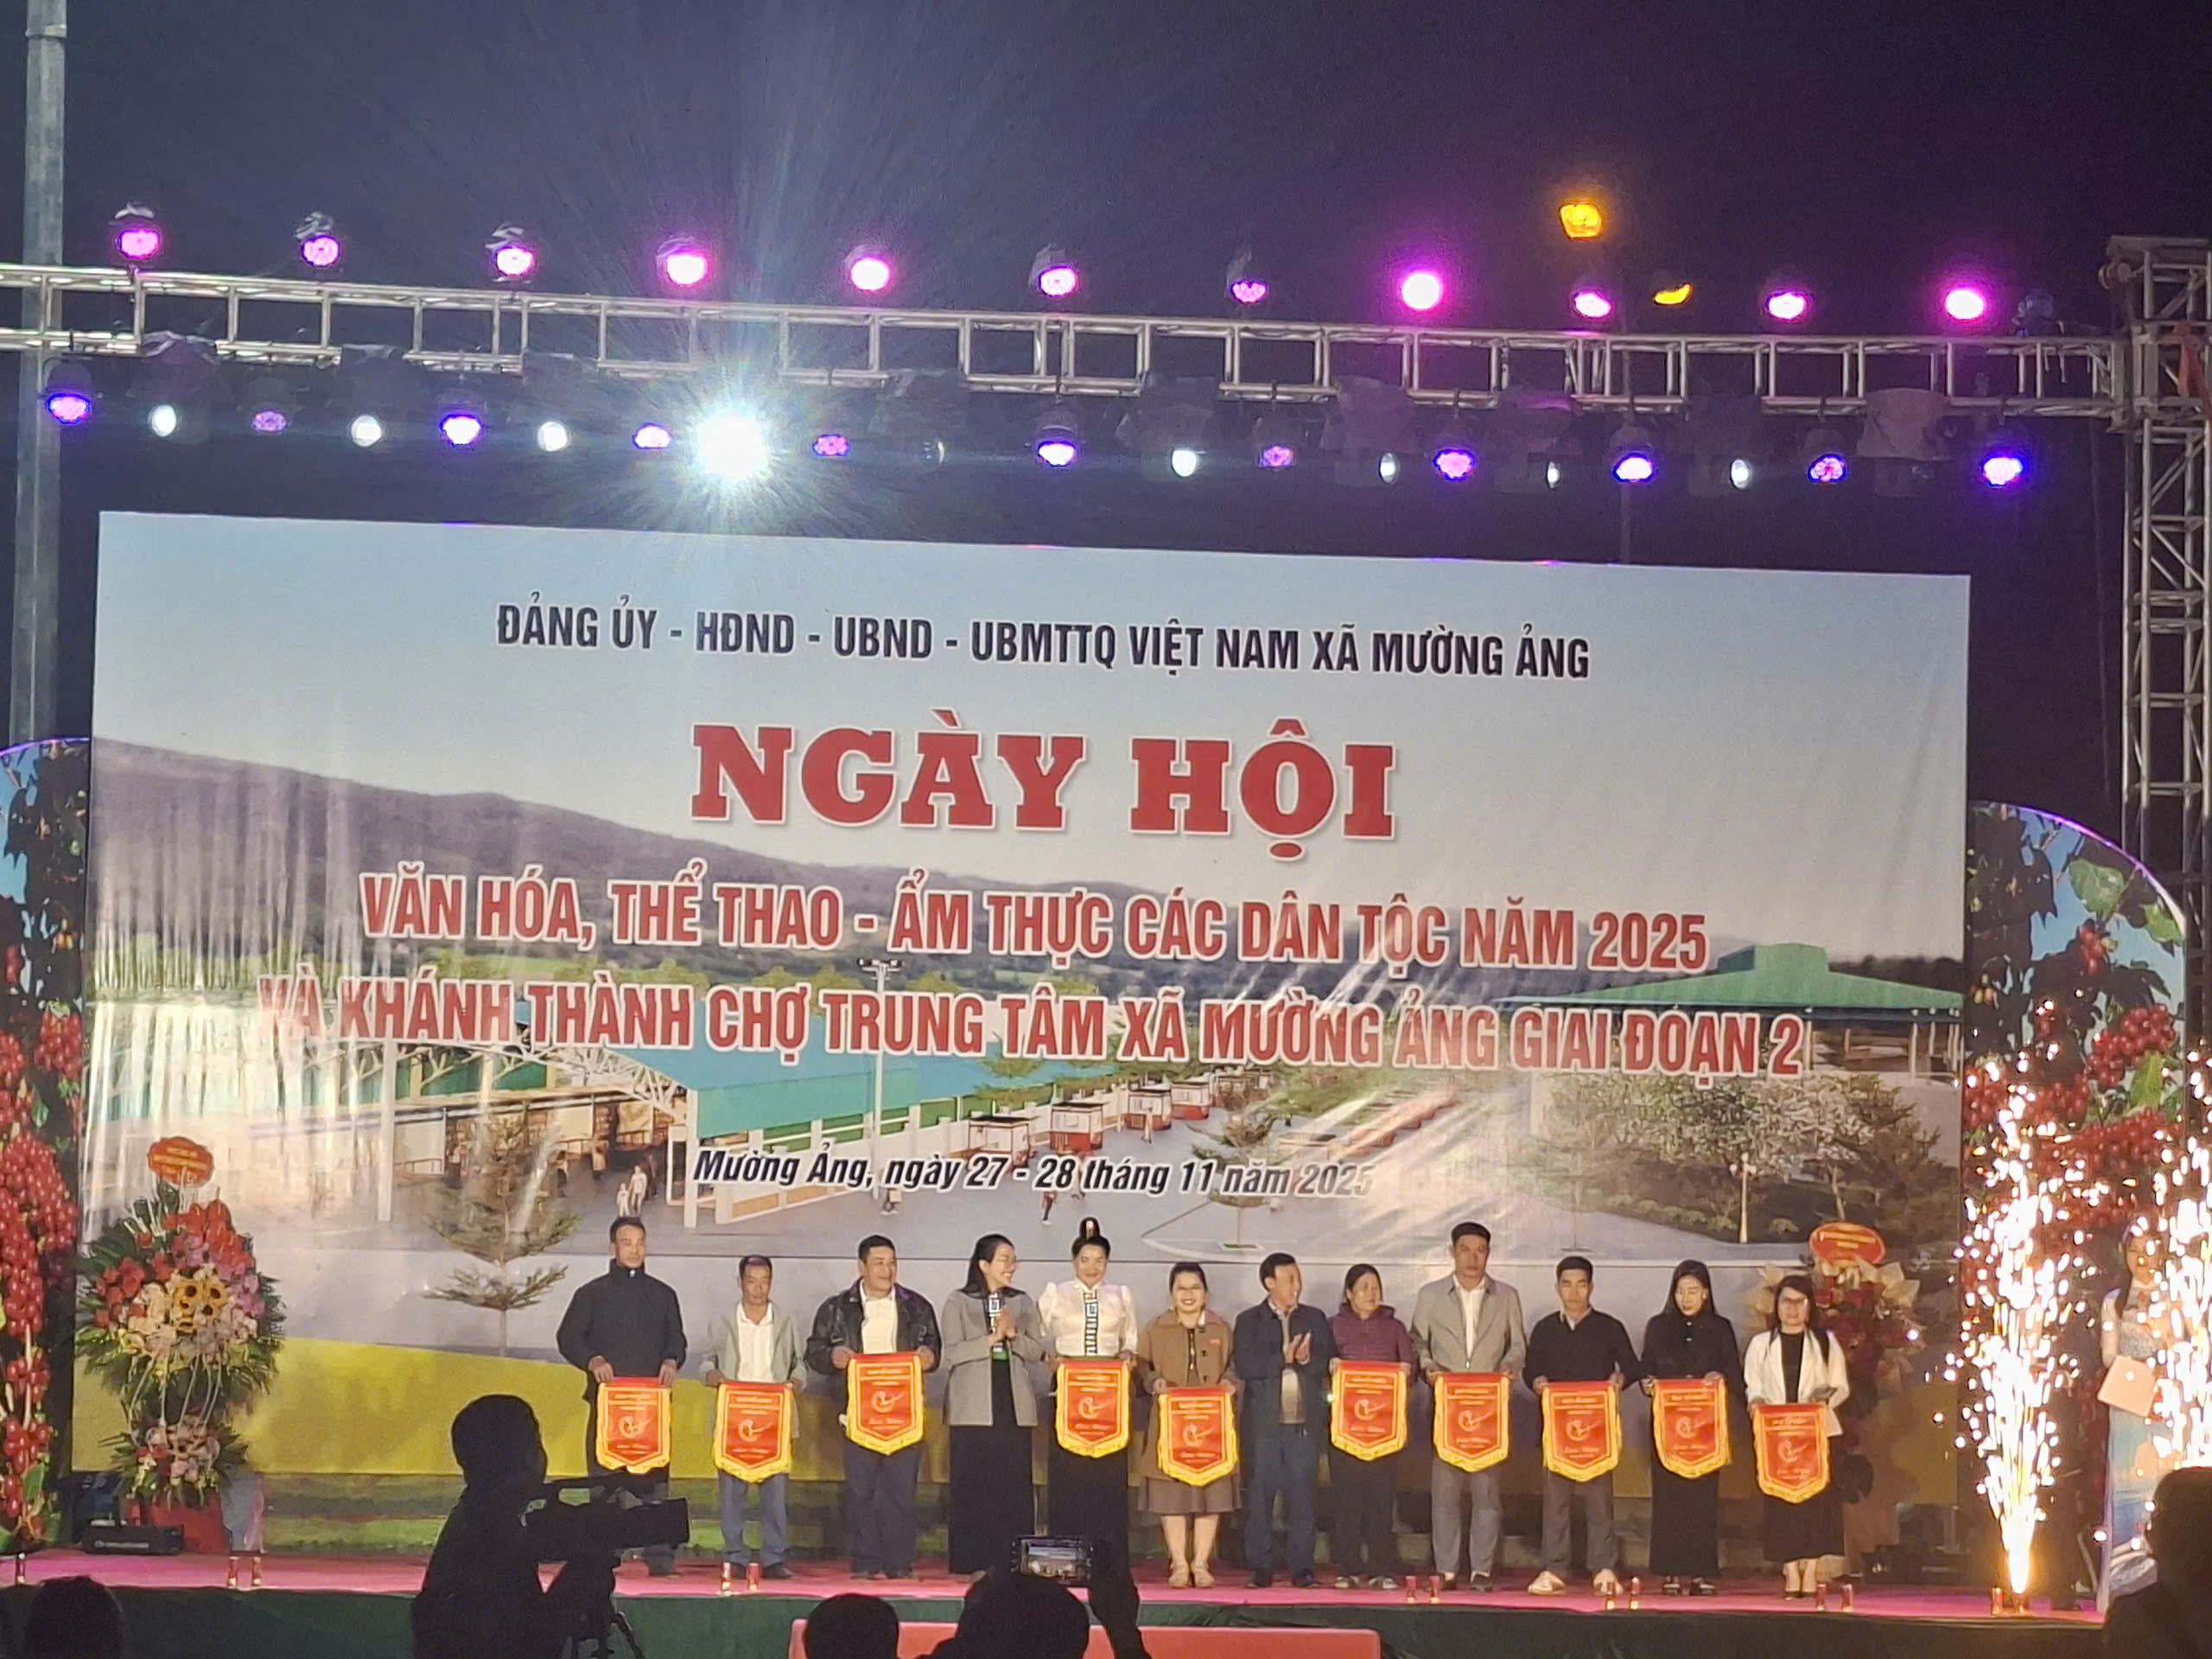 ĐẢNG ỦY - HĐND - UBND - UBMTTQ VIỆT NAM XÃ MƯỜNG ẢNG
NGÀY HỘI
VĂN HÓA, THỂ THAO - ẨM THỰC CÁC DÂN TỘC NĂM 2025
VÀ KHÁNH THÀNH CHỢ TRUNG TÂM XÃ MƯỜNG ẢNG GIAI ĐOẠN 2
Mường Ảng, ngày 27 - 28 tháng 11 năm 2025